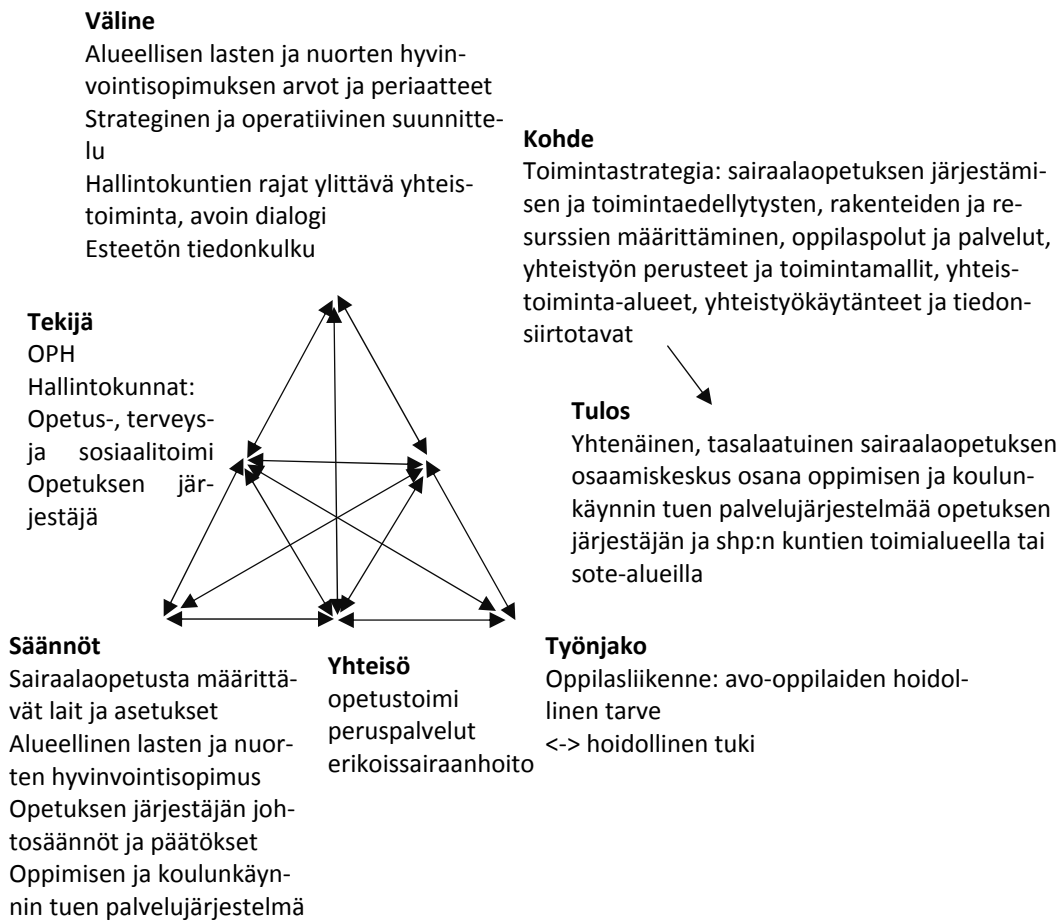 Väline
Alueellisen lasten ja nuorten hyvin-
vointisopimuksen arvot ja periaatteet
Strateginen ja operatiivinen suunnitte-
lu
Hallintokuntien rajat ylittävä yhteis-
toiminta, avoin dialogi
Esteetön tiedonkulku
Kohde
Toimintastrategia: sairaalaopetuksen järjestämi-
sen ja toimintaedellytysten, rakenteiden ja re-
surssien määrittäminen, oppilaspolut ja palvelut,
yhteistyön perusteet ja toimintamallit, yhteis-
toiminta-alueet, yhteistyökäytänteet ja tiedon-
siirtotavat
Tekijä
OPH
Hallintokunnat:
Opetus-, terveys-
ja sosiaalitoimi
Opetuksen jär-
jestäjä
Tulos
Yhtenäinen, tasalaatuinen sairaalaopetuksen
osaamiskeskus osana oppimisen ja koulun-
käynnin tuen palvelujärjestelmää opetuksen
järjestäjän ja shp:n kuntien toimialueella tai
sote-alueilla
Säännöt
Sairaalaopetusta määrittä-
vät lait ja asetukset
Alueellinen lasten ja nuor-
ten hyvinvointisopimus
Opetuksen järjestäjän joh-
tosäännöt ja päätökset
Oppimisen ja koulunkäyn-
nin tuen palvelujärjestelmä
Yhteisö
opetustoimi
peruspalvelut
erikoissairaanhoito
Työnjako
Oppilasliikenne: avo-oppilaiden hoidol-
linen tarve
<-> hoidollinen tuki